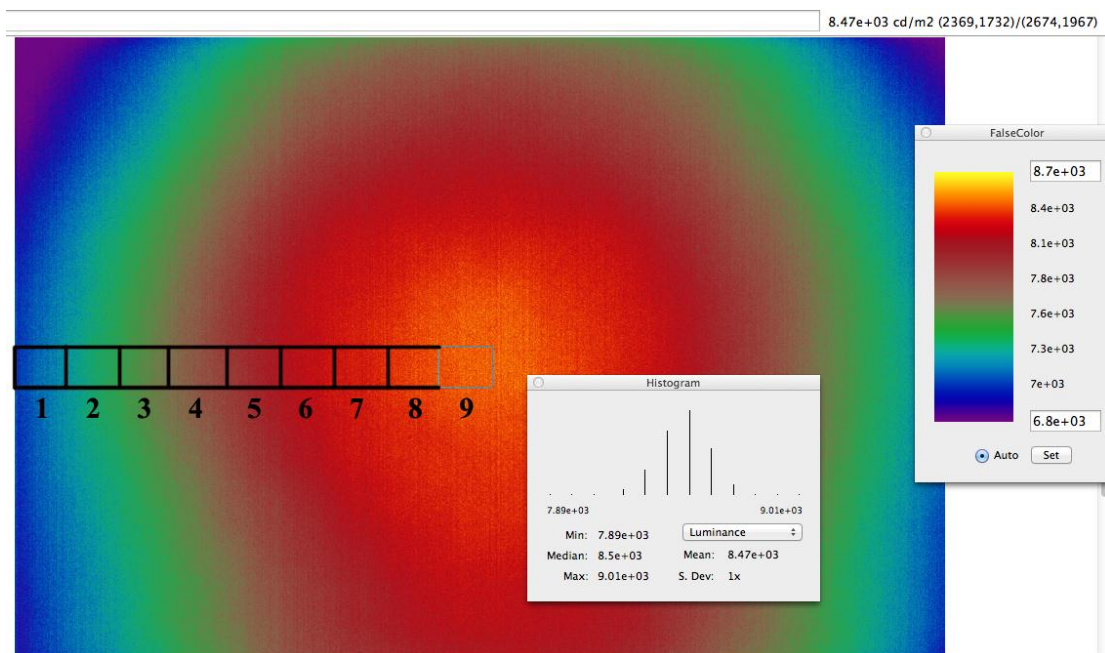 8.47e+03 cd/m2 (2369,1732)/(2674,1967)
FalseColor
8.7e+03
8.4e+03
8.1e+03
7.8e+03
7.6e+03
7.3e+03
7e+03
6.8e+03
Auto Set
1 2 3 4 5 6 7 8 9
Histogram
7.89e+03 9.01e+03
Min: 7.89e+03 Luminance
Median: 8.5e+03 Mean: 8.47e+03
Max: 9.01e+03 S. Dev: 1x